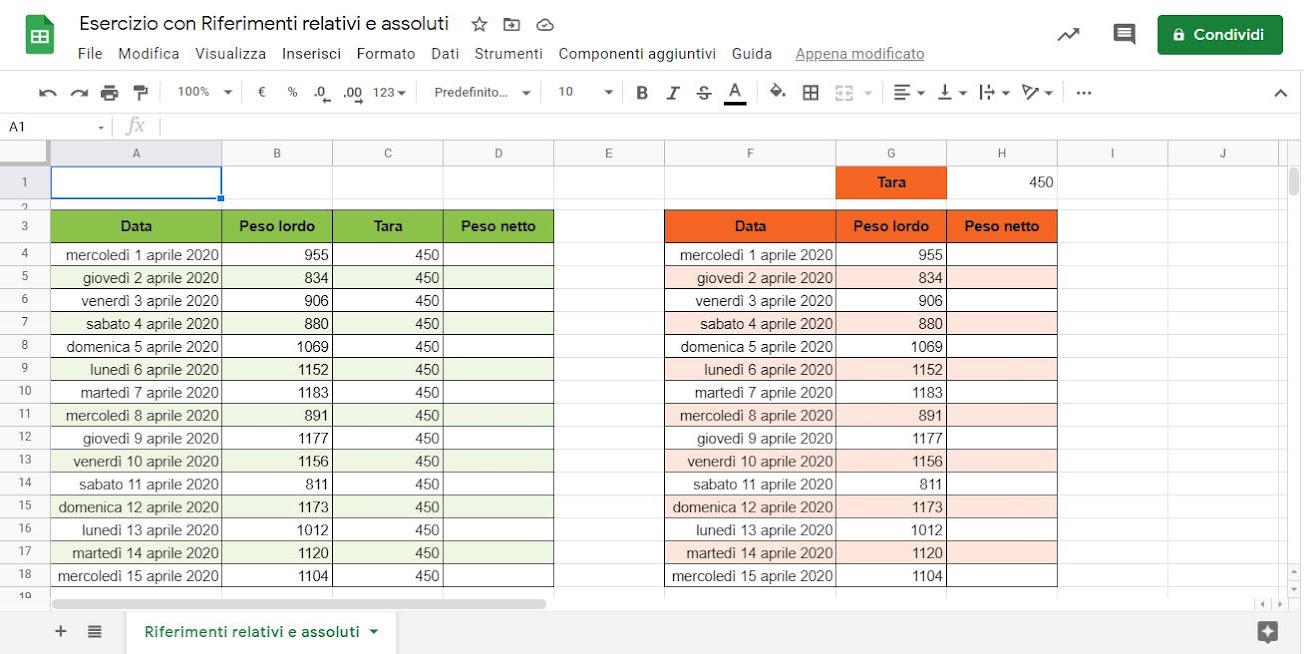 Esercizio con Riferimenti relativi e assoluti
File Modifica Visualizza Inserisci Formato Dati Strumenti Componenti aggiuntivi Guida Appena modificato
Condividi
100% € % .0 .00 123 Predefinito... 10 B I S A
A1 fx
A B C D E F G H I J
1 Tara 450
2
3 Data Peso lordo Tara Peso netto Data Peso lordo Peso netto
4 mercoledì 1 aprile 2020 955 450 mercoledì 1 aprile 2020 955
5 giovedì 2 aprile 2020 834 450 giovedì 2 aprile 2020 834
6 venerdì 3 aprile 2020 906 450 venerdì 3 aprile 2020 906
7 sabato 4 aprile 2020 880 450 sabato 4 aprile 2020 880
8 domenica 5 aprile 2020 1069 450 domenica 5 aprile 2020 1069
9 lunedì 6 aprile 2020 1152 450 lunedì 6 aprile 2020 1152
10 martedì 7 aprile 2020 1183 450 martedì 7 aprile 2020 1183
11 mercoledì 8 aprile 2020 891 450 mercoledì 8 aprile 2020 891
12 giovedì 9 aprile 2020 1177 450 giovedì 9 aprile 2020 1177
13 venerdì 10 aprile 2020 1156 450 venerdì 10 aprile 2020 1156
14 sabato 11 aprile 2020 811 450 sabato 11 aprile 2020 811
15 domenica 12 aprile 2020 1173 450 domenica 12 aprile 2020 1173
16 lunedì 13 aprile 2020 1012 450 lunedì 13 aprile 2020 1012
17 martedì 14 aprile 2020 1120 450 martedì 14 aprile 2020 1120
18 mercoledì 15 aprile 2020 1104 450 mercoledì 15 aprile 2020 1104
19
Riferimenti relativi e assoluti